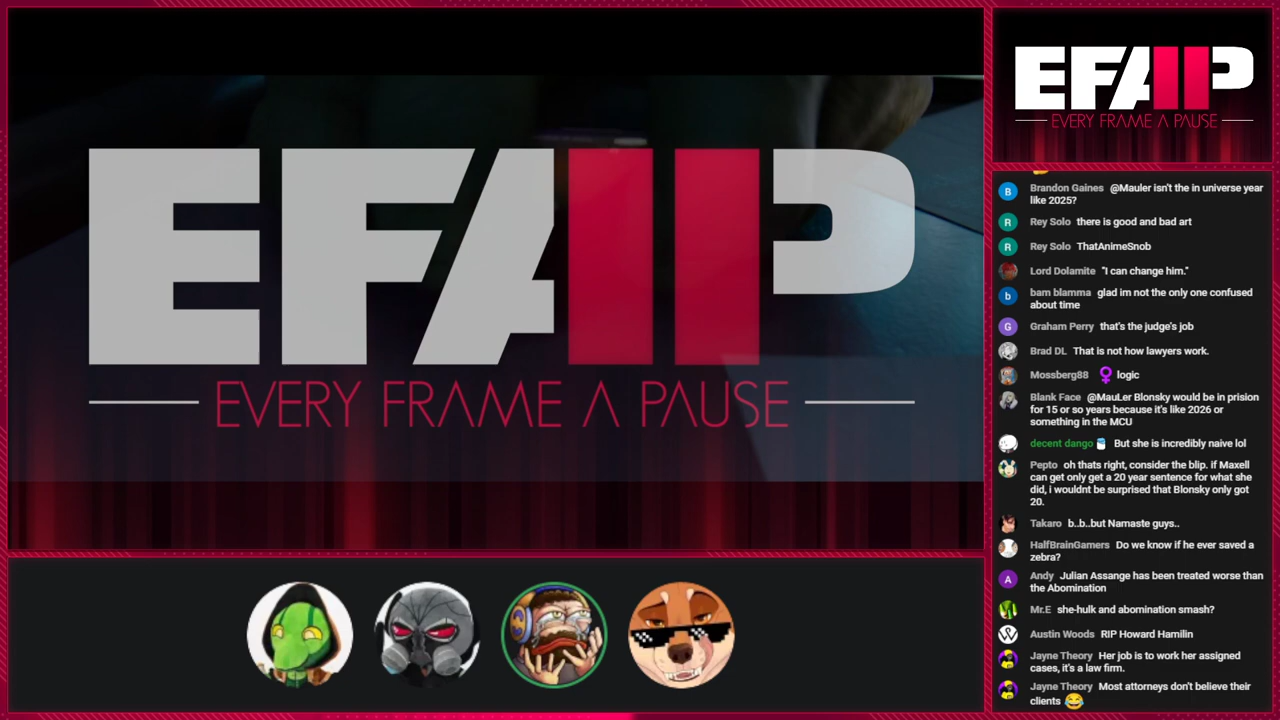 EFAP
EVERY FRAME A PAUSE
EFAP
EVERY FRAME A PAUSE
B Brandon Gaines @Mauler isn't the in universe year
like 2025?
R Rey Solo there is good and bad art
R Rey Solo ThatAnimeSnob
Lord Dolamite "I can change him."
b bam blamma glad im not the only one confused
about time
G Graham Perry that's the judge's job
Brad DL That is not how lawyers work.
Mossberg88 ♀ logic
Blank Face @MauLer Blonsky would be in prision
for 15 or so years because it's like 2026 or
something in the MCU
decent dango But she is incredibly naive lol
Pepto oh thats right, consider the blip. if Maxell
can get only get a 20 year sentence for what she
did, i wouldnt be surprised that Blonsky only got
20.
Takaro b..b..but Namaste guys..
HalfBrainGamers Do we know if he ever saved a
zebra?
A Andy Julian Assange has been treated worse than
the Abomination
Mr.E she-hulk and abomination smash?
Austin Woods RIP Howard Hamilin
Jayne Theory Her job is to work her assigned
cases, it's a law firm.
Jayne Theory Most attorneys don't believe their
clients 😂